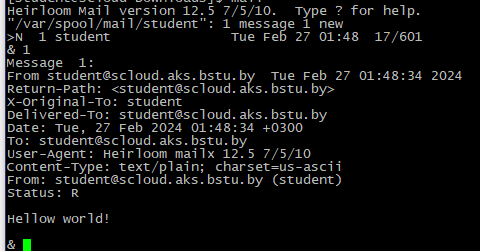 Heirloom Mail version 12.5 7/5/10.  Type ? for help.
"/var/spool/mail/student": 1 message 1 new
>N  1 student               Tue Feb 27 01:48  17/601
& 1
Message  1:
From student@scloud.aks.bstu.by  Tue Feb 27 01:48:34 2024
Return-Path: <student@scloud.aks.bstu.by>
X-Original-To: student
Delivered-To: student@scloud.aks.bstu.by
Date: Tue, 27 Feb 2024 01:48:34 +0300
To: student@scloud.aks.bstu.by
User-Agent: Heirloom mailx 12.5 7/5/10
Content-Type: text/plain; charset=us-ascii
From: student@scloud.aks.bstu.by (student)
Status: R
Hellow world!
&